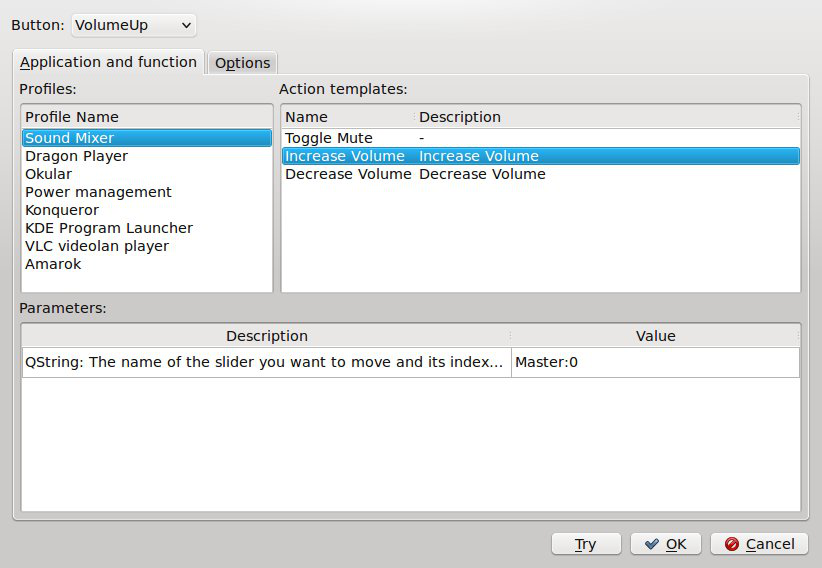 Button: VolumeUp
Application and function Options
Profiles: Action templates:
Profile Name Name Description
Sound Mixer Toggle Mute -
Dragon Player Increase Volume Increase Volume
Okular Decrease Volume Decrease Volume
Power management
Konqueror
KDE Program Launcher
VLC videolan player
Amarok
Parameters:
Description Value
QString: The name of the slider you want to move and its index... Master:0
Try OK Cancel